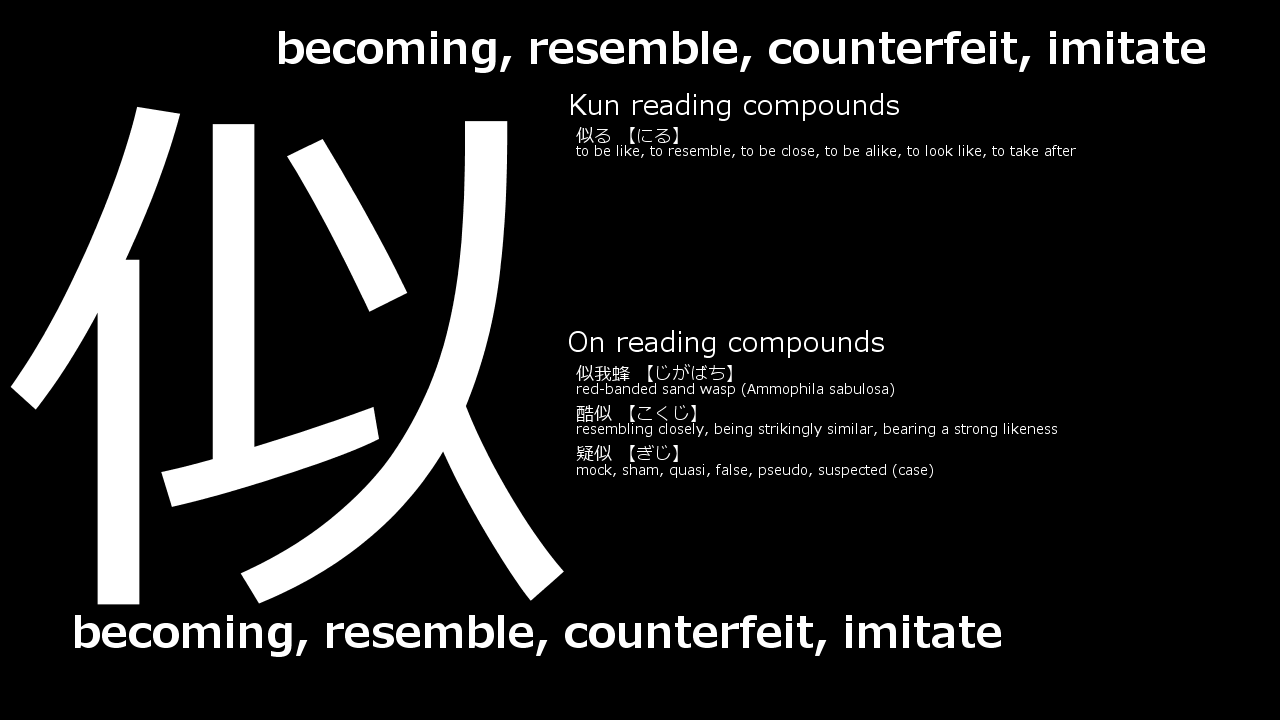 becoming, resemble, counterfeit, imitate
似
Kun reading compounds
似る 【にる】
to be like, to resemble, to be close, to be alike, to look like, to take after
On reading compounds
似我蜂 【じがばち】
red-banded sand wasp (Ammophila sabulosa)
酷似 【こくじ】
resembling closely, being strikingly similar, bearing a strong likeness
疑似 【ぎじ】
mock, sham, quasi, false, pseudo, suspected (case)
becoming, resemble, counterfeit, imitate